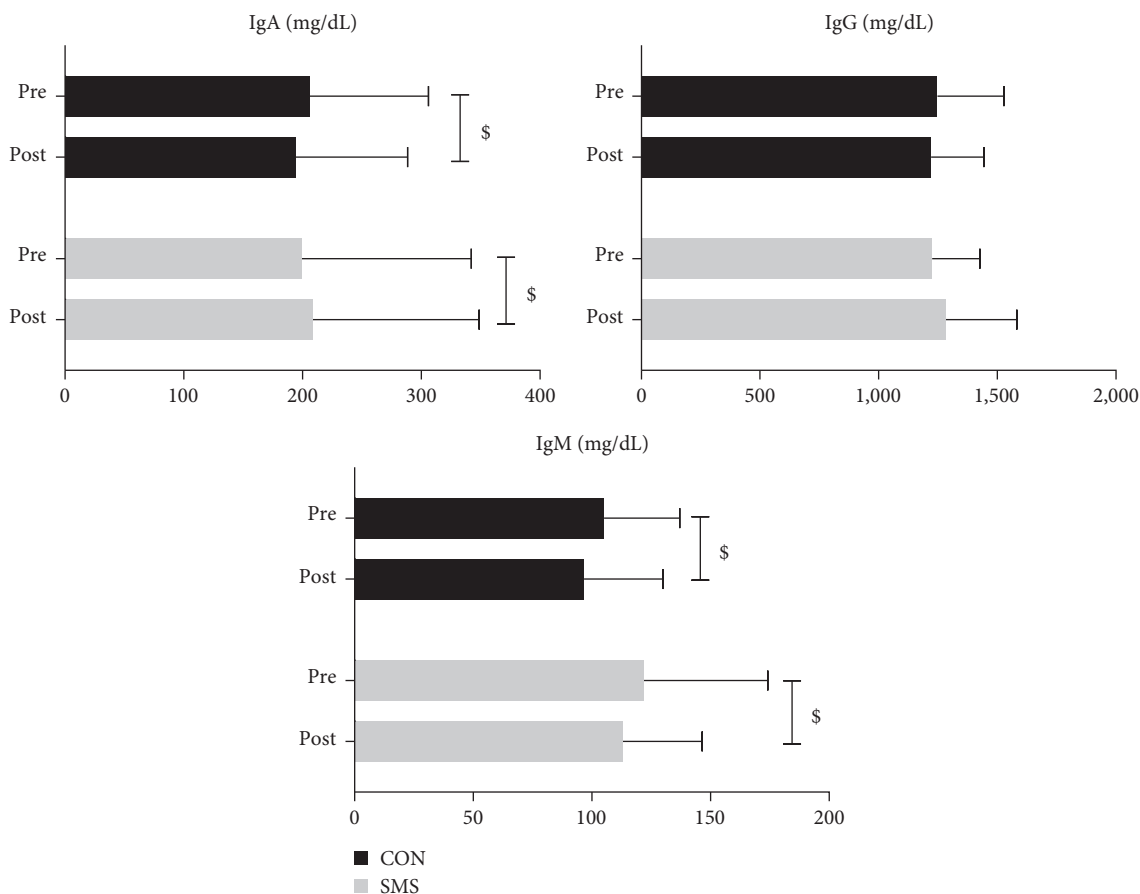 IgA (mg/dL)
Pre
$
Post
Pre
$
Post
0 100 200 300 400
IgG (mg/dL)
Pre
Post
Pre
Post
0 500 1,000 1,500 2,000
IgM (mg/dL)
Pre
$
Post
Pre
$
Post
0 50 100 150 200
CON
SMS